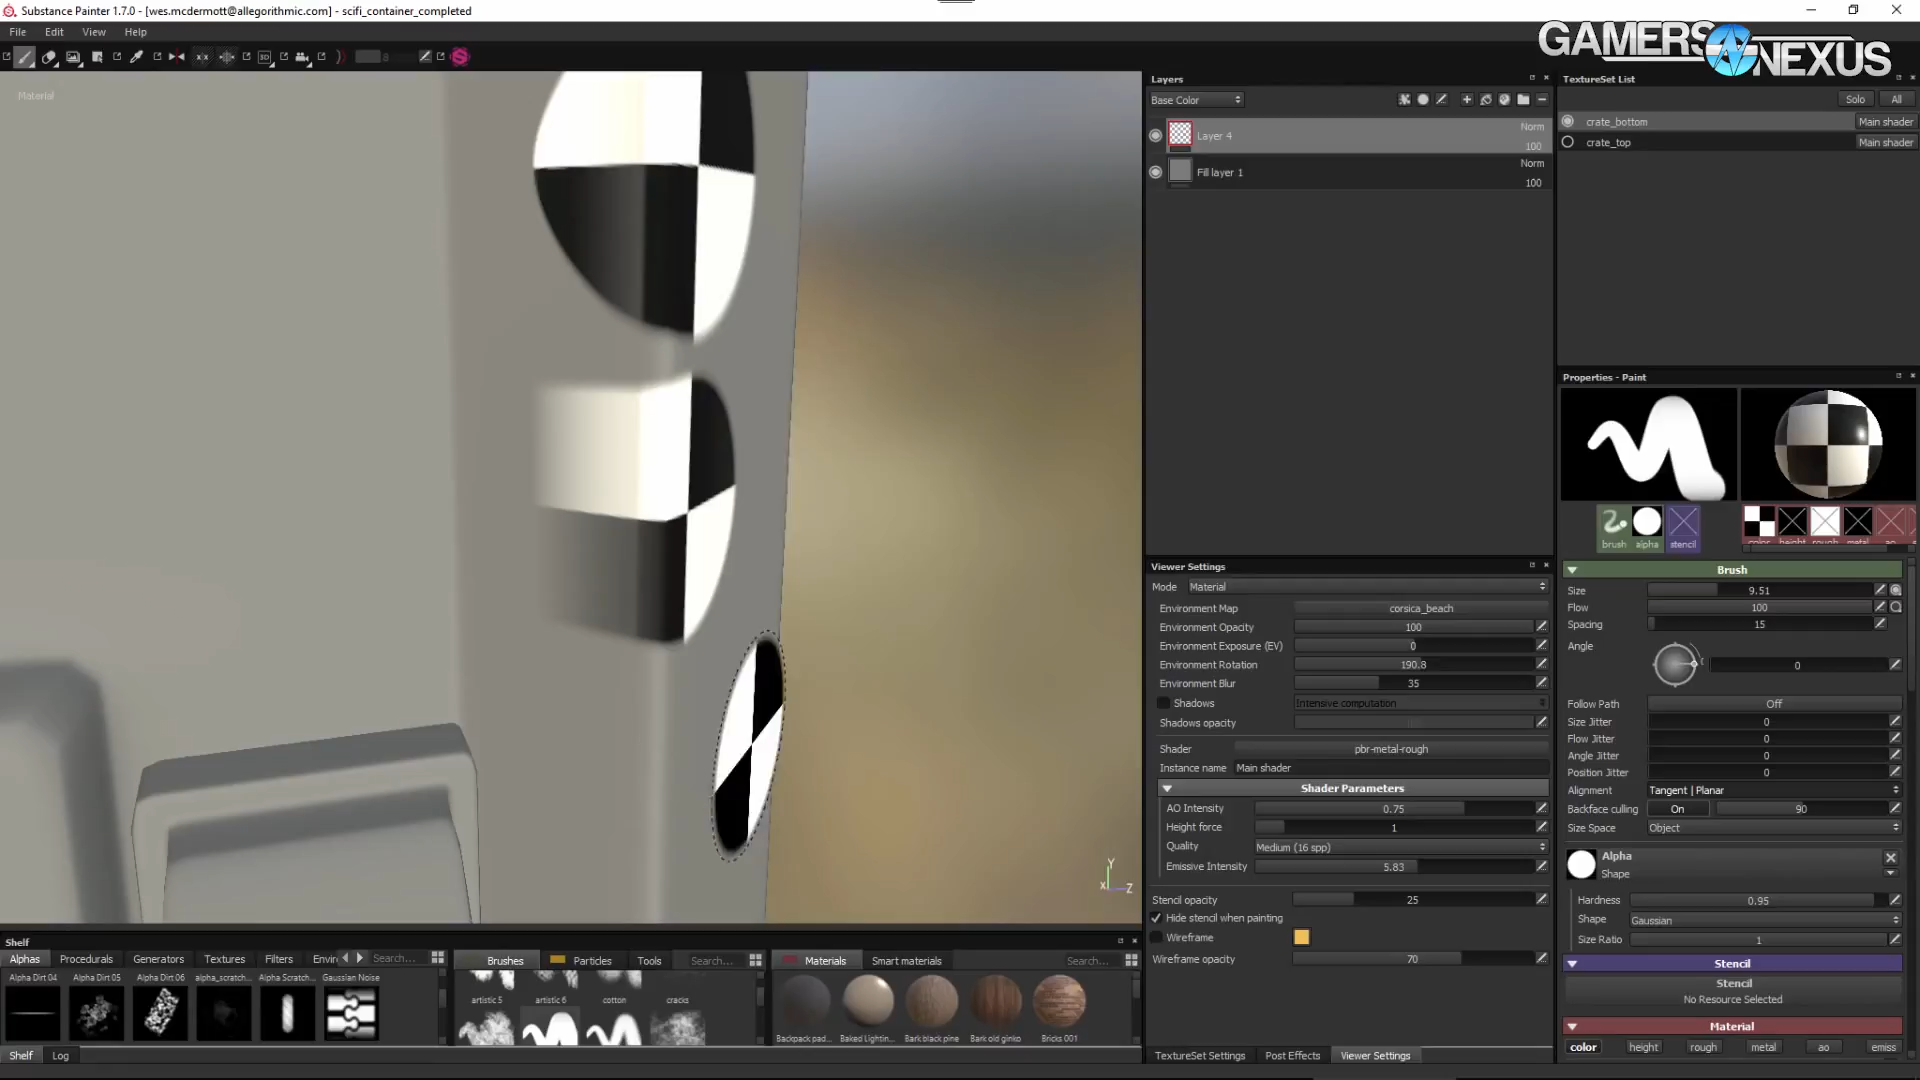 Substance Painter 1.7.0 - [wes.mcdermott@allegorithmic.com] - scifi_container_completed
File Edit View Help
GAMERS NEXUS
Material
Layers
Base Color
Layer 4
Norm
100
Fill layer 1
Norm
100
TextureSet List
Solo All
crate_bottom Main shader
crate_top Main shader
Properties - Paint
brush alpha stencil
color height rough metal ao
Brush
Size 9.51
Flow 100
Spacing 15
Angle 0
Follow Path Off
Size Jitter 0
Flow Jitter 0
Angle Jitter 0
Position Jitter 0
Alignment Tangent | Planar
Backface culling On 90
Size Space Object
Alpha
Shape
Hardness 0.95
Shape Gaussian
Size Ratio 1
Stencil
Stencil
No Resource Selected
Material
color height rough metal ao emiss
Viewer Settings
Mode Material
Environment Map corsica_beach
Environment Opacity 100
Environment Exposure (EV) 0
Environment Rotation 190.8
Environment Blur 35
Shadows Intensive computation
Shadows opacity
Shader pbr-metal-rough
Instance name Main shader
Shader Parameters
AO Intensity 0.75
Height force 1
Quality Medium (16 spp)
Emissive Intensity 5.83
Stencil opacity 25
Hide stencil when painting
Wireframe
Wireframe opacity 70
TextureSet Settings Post Effects Viewer Settings
Y
X Z
Shelf
Alphas Procedurals Generators Textures Filters Envir Search...
Alpha Dirt 04 Alpha Dirt 05 Alpha Dirt 06 alpha_scratch... Alpha Scratch... Gaussian Noise
Brushes Particles Tools Search...
artistic 5 artistic 6 cotton cracks
Materials Smart materials Search...
Backpack pad... Baked Lightin... Bark black pine Bark old ginko Bricks 001
Shelf Log